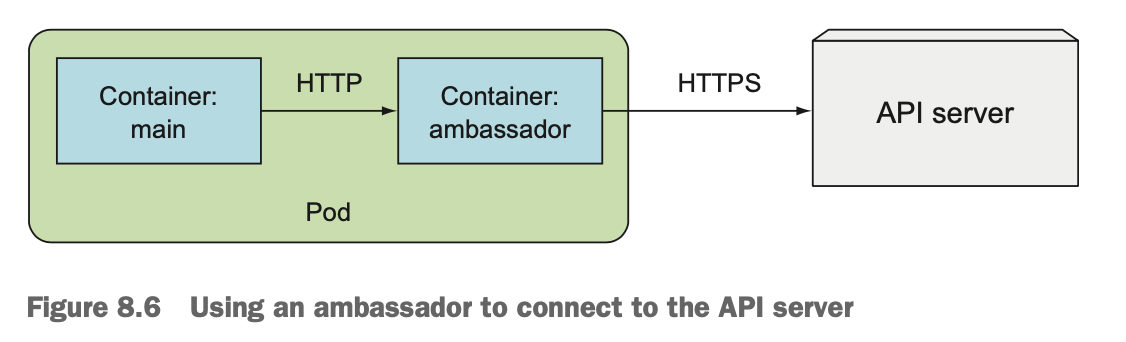 Container:
main
HTTP
Container:
ambassador
HTTPS
API server
Pod
Figure 8.6 Using an ambassador to connect to the API server